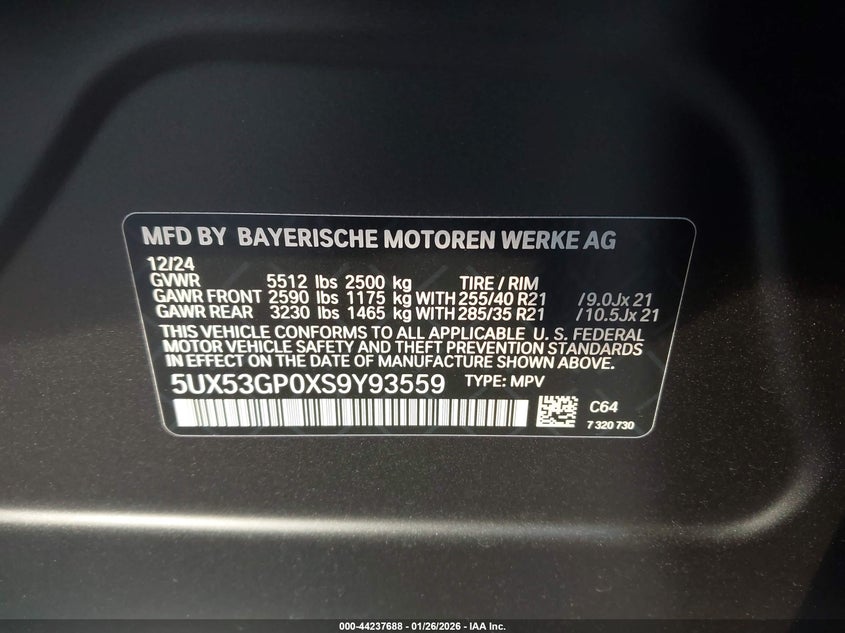 MFD BY BAYERISCHE MOTOREN WERKE AG
12/24
GVWR 5512 lbs 2500 kg TIRE / RIM
GAWR FRONT 2590 lbs 1175 kg WITH 255/40 R21 / 9.0Jx 21
GAWR REAR 3230 lbs 1465 kg WITH 285/35 R21 / 10.5Jx 21
THIS VEHICLE CONFORMS TO ALL APPLICABLE U. S. FEDERAL
MOTOR VEHICLE SAFETY AND THEFT PREVENTION STANDARDS
IN EFFECT ON THE DATE OF MANUFACTURE SHOWN ABOVE.
5UX53GP0XS9Y93559 TYPE: MPV
C64
7 320 730
000-44237688 - 01/26/2026 - IAA Inc.